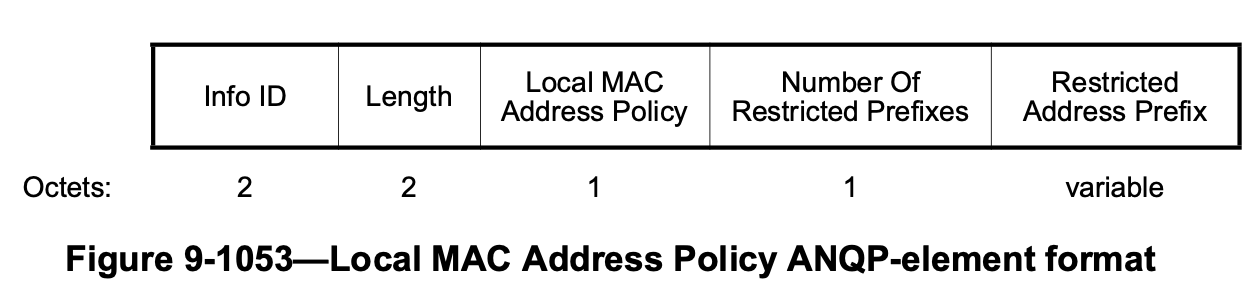 Info ID
Length
Local MAC
Address Policy
Number Of
Restricted Prefixes
Restricted
Address Prefix
Octets: 2 2 1 1 variable
Figure 9-1053—Local MAC Address Policy ANQP-element format